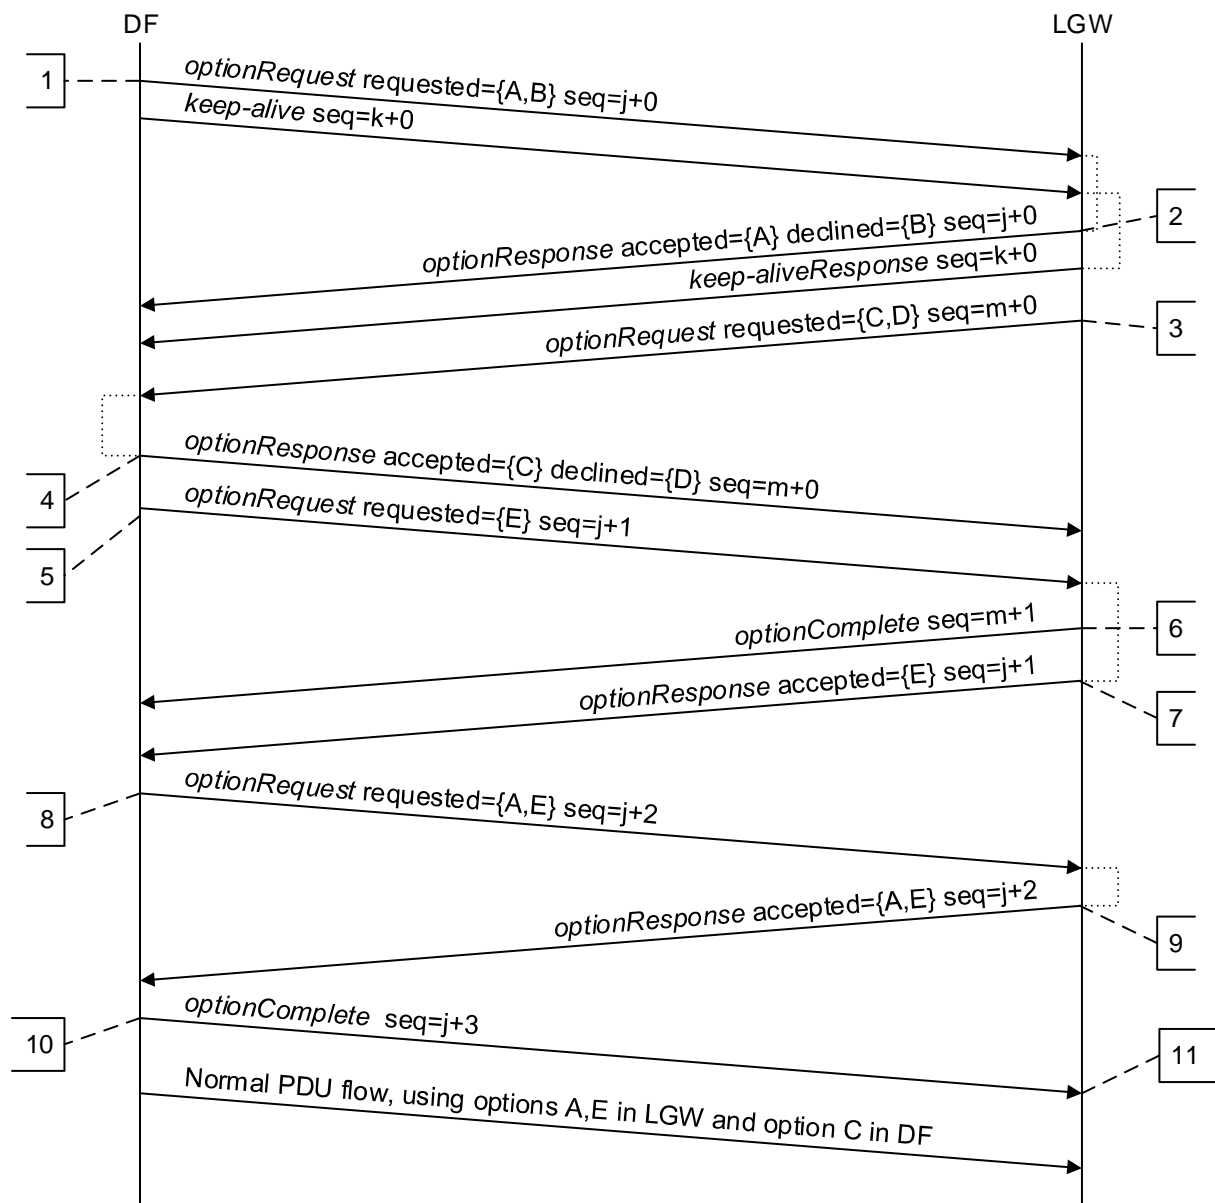 DF
LGW
1
optionRequest requested={A,B} seq=j+0
keep-alive seq=k+0
2
optionResponse accepted={A} declined={B} seq=j+0
keep-aliveResponse seq=k+0
3
optionRequest requested={C,D} seq=m+0
4
optionResponse accepted={C} declined={D} seq=m+0
5
optionRequest requested={E} seq=j+1
6
optionComplete seq=m+1
7
optionResponse accepted={E} seq=j+1
8
optionRequest requested={A,E} seq=j+2
9
optionResponse accepted={A,E} seq=j+2
10
optionComplete seq=j+3
11
Normal PDU flow, using options A,E in LGW and option C in DF